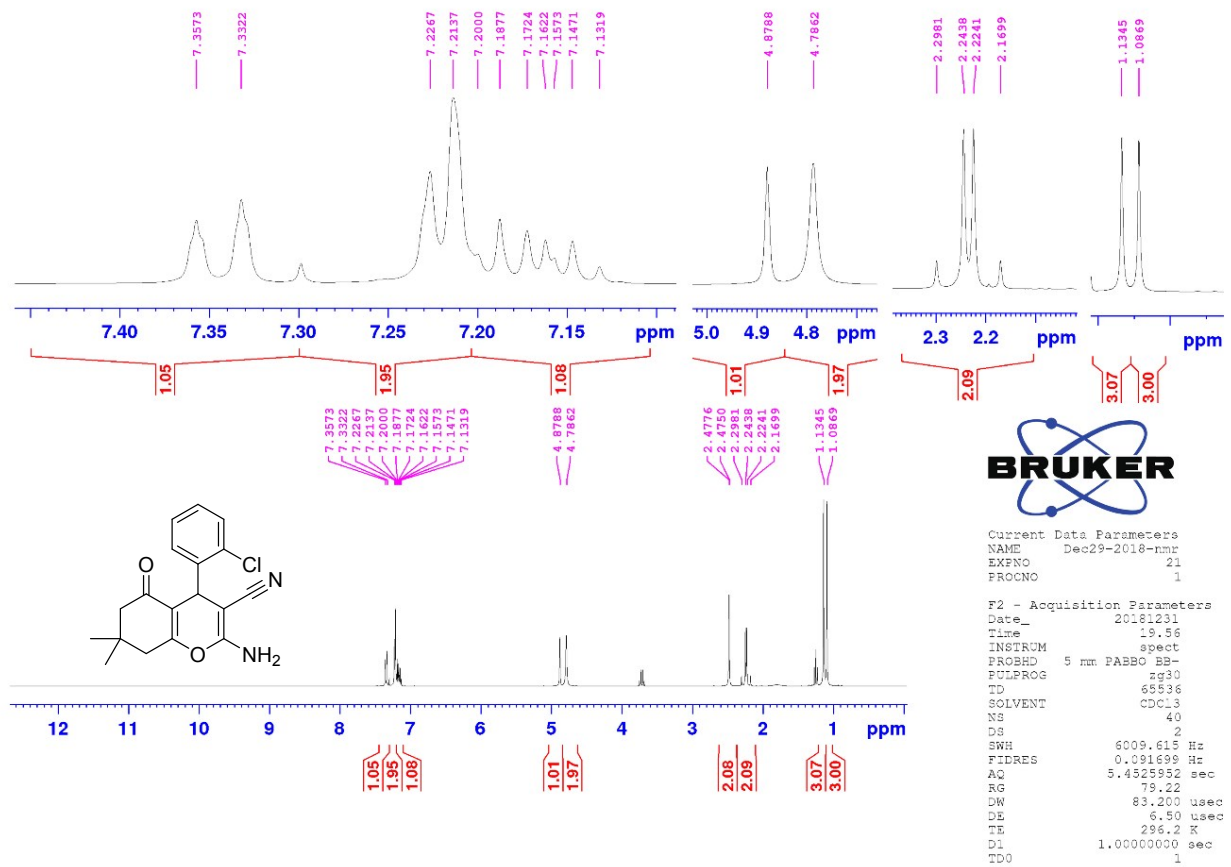 7.3573
7.3322
7.2267
7.2137
7.2000
7.1877
7.1724
7.1622
7.1573
7.1471
7.1319
4.8788
4.7862
2.2981
2.2438
2.2241
2.1699
1.1345
1.0869
7.40 7.35 7.30 7.25 7.20 7.15 ppm
5.0 4.9 4.8 ppm
2.3 2.2 ppm
ppm
1.05 1.95 1.08 1.01 1.97 2.09 3.07 3.00
7.3573
7.3322
7.2267
7.2137
7.2000
7.1877
7.1724
7.1622
7.1573
7.1471
7.1319
4.8788
4.7862
2.4776
2.4750
2.2981
2.2438
2.2241
2.1699
1.1345
1.0869
BRUKER
O
Cl
N
O
NH2
12 11 10 9 8 7 6 5 4 3 2 1 ppm
1.05 1.95 1.08 1.01 1.97 2.08 2.09 3.07 3.00
Current Data Parameters
NAME Dec29-2018-nmr
EXPNO 21
PROCNO 1
F2 - Acquisition Parameters
Date_ 20181231
Time 19.56
INSTRUM spect
PROBHD 5 mm PABBO BB-
PULPROG zg30
TD 65536
SOLVENT CDCl3
NS 40
DS 2
SWH 6009.615 Hz
FIDRES 0.091699 Hz
AQ 5.4525952 sec
RG 79.22
DW 83.200 usec
DE 6.50 usec
TE 296.2 K
D1 1.00000000 sec
TD0 1